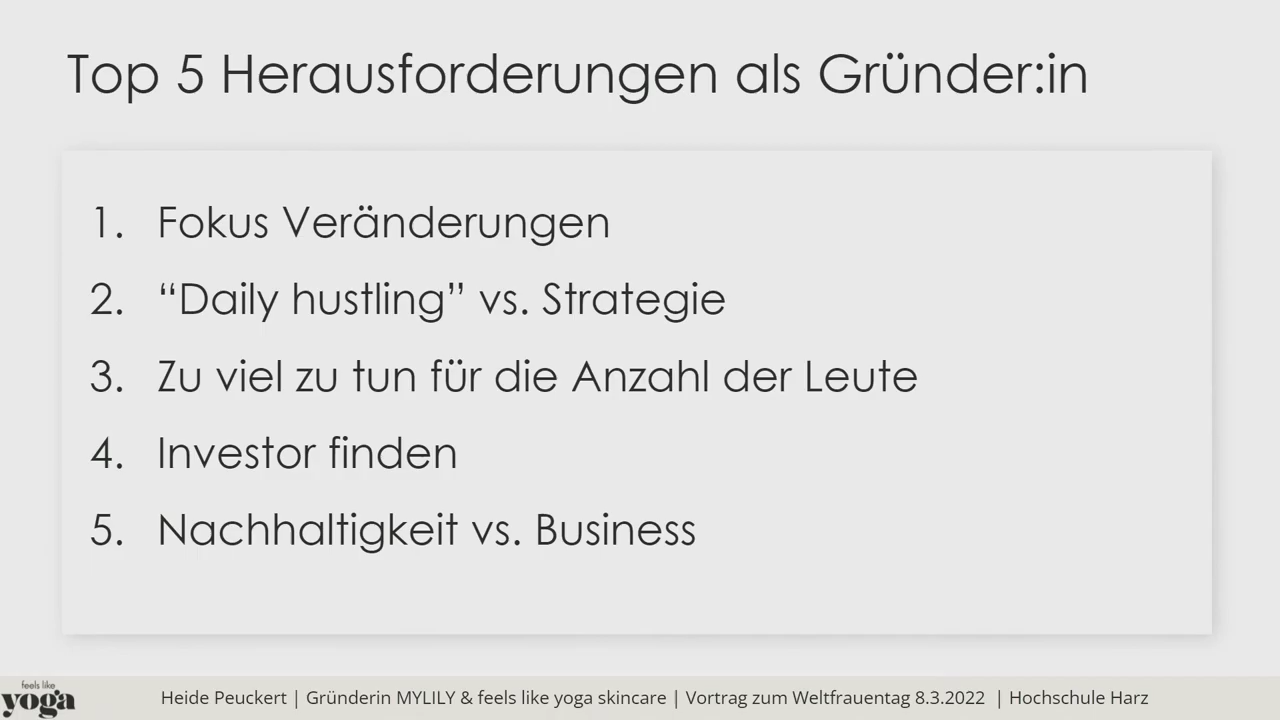 Top 5 Herausforderungen als Gründer:in
1. Fokus Veränderungen
2. “Daily hustling” vs. Strategie
3. Zu viel zu tun für die Anzahl der Leute
4. Investor finden
5. Nachhaltigkeit vs. Business
feels like
yoga
Heide Peuckert | Gründerin MYLILY & feels like yoga skincare | Vortrag zum Weltfrauentag 8.3.2022 | Hochschule Harz